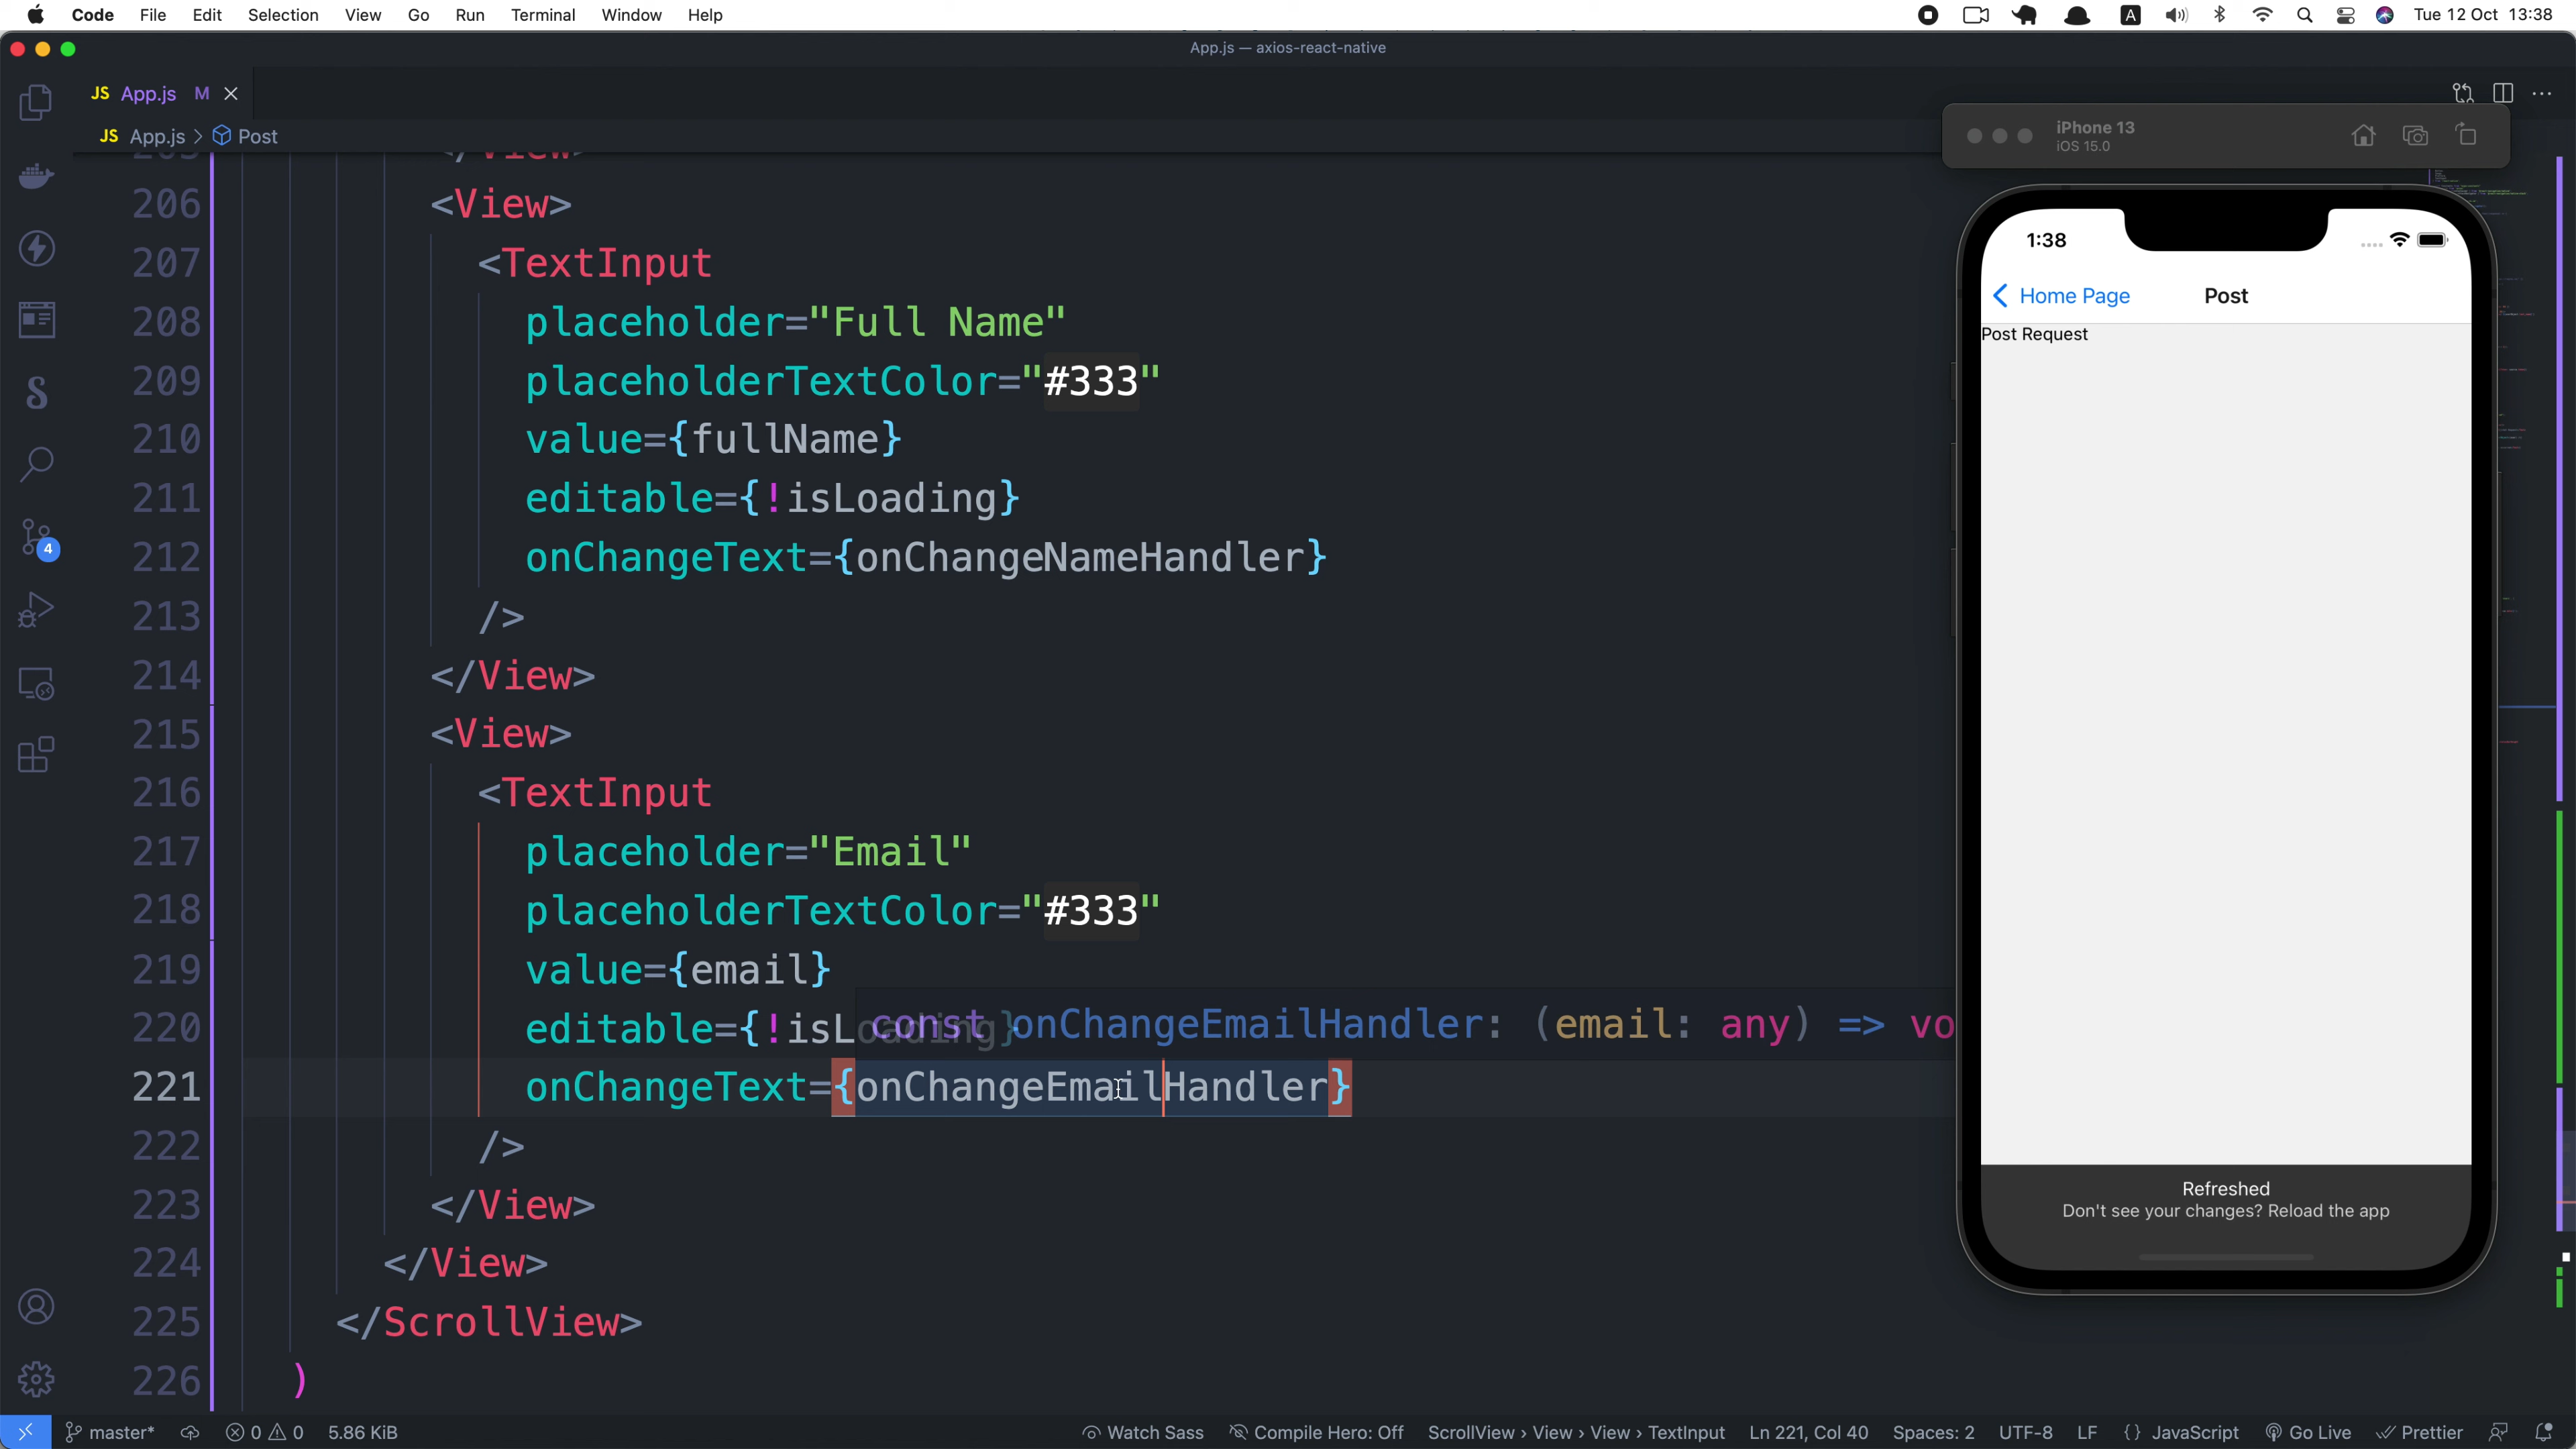 Code File Edit Selection View Go Run Terminal Window Help A Tue 12 Oct 13:38
App.js — axios-react-native
JS App.js M
JS App.js > Post
iPhone 13
iOS 15.0
206 <View>
207 <TextInput
208 placeholder="Full Name"
209 placeholderTextColor="#333"
210 value={fullName}
211 editable={!isLoading}
212 onChangeText={onChangeNameHandler}
213 />
214 </View>
215 <View>
216 <TextInput
217 placeholder="Email"
218 placeholderTextColor="#333"
219 value={email}
const onChangeEmailHandler: (email: any) => vo
220 editable={!isLoading}
221 onChangeText={onChangeEmailHandler}
222 />
223 </View>
224 </View>
225 </ScrollView>
226 )
4
1:38
Home Page Post
Post Request
Refreshed
Don't see your changes? Reload the app
master* 0 0 5.86 KiB Watch Sass Compile Hero: Off ScrollView › View › View › TextInput Ln 221, Col 40 Spaces: 2 UTF-8 LF {} JavaScript Go Live Prettier